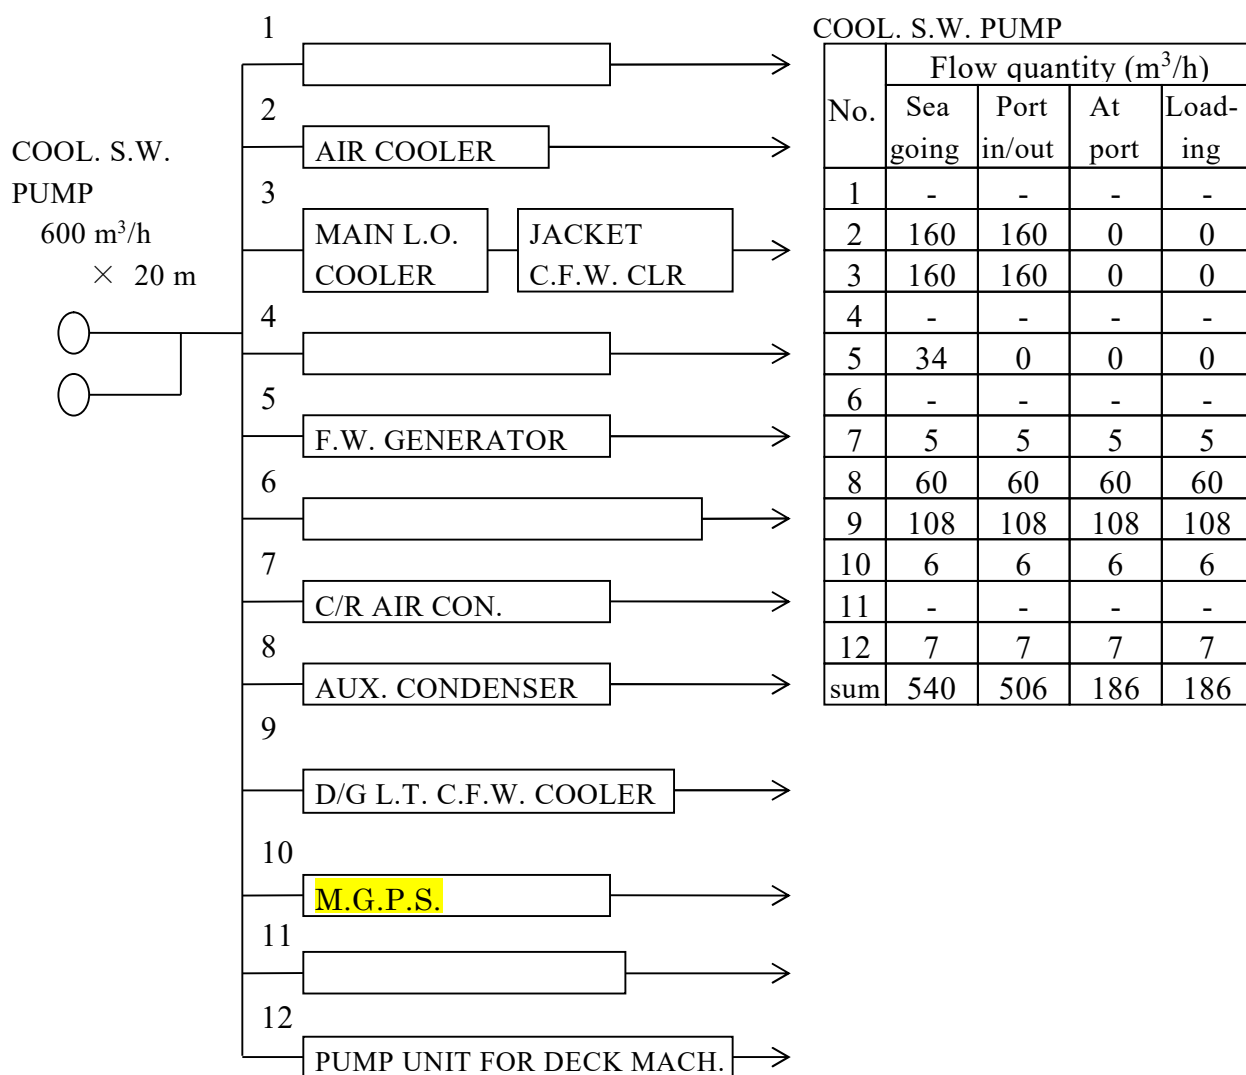 COOL. S.W.
PUMP
600 m³/h
× 20 m
1
2
AIR COOLER
3
MAIN L.O.
COOLER
JACKET
C.F.W. CLR
4
5
F.W. GENERATOR
6
7
C/R AIR CON.
8
AUX. CONDENSER
9
D/G L.T. C.F.W. COOLER
10
M.G.P.S.
11
12
PUMP UNIT FOR DECK MACH.
COOL. S.W. PUMP
Flow quantity (m³/h)
No. Sea going Port in/out At port Load-ing
1 - - - -
2 160 160 0 0
3 160 160 0 0
4 - - - -
5 34 0 0 0
6 - - - -
7 5 5 5 5
8 60 60 60 60
9 108 108 108 108
10 6 6 6 6
11 - - - -
12 7 7 7 7
sum 540 506 186 186